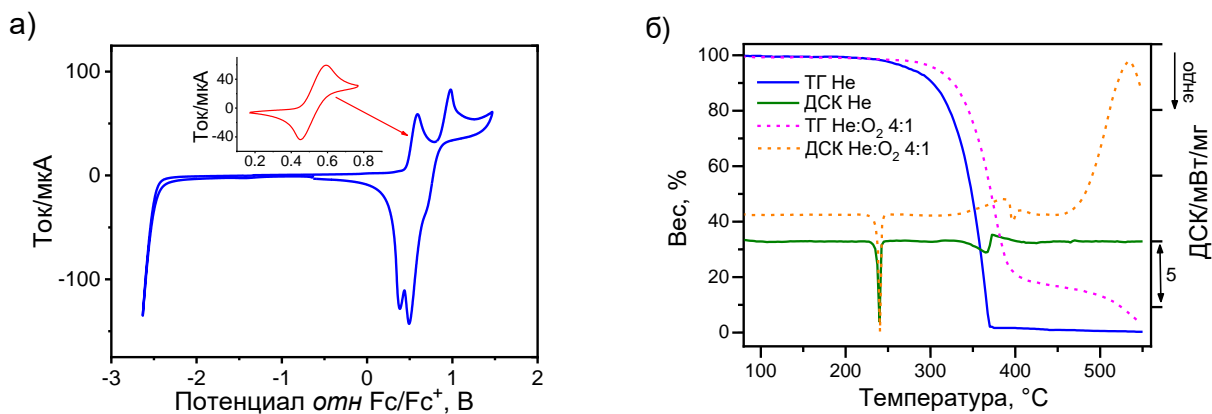 а)
Ток/мкА
100
0
-100
-3
-2
-1
0
1
2
Потенциал отн Fc/Fc⁺, В
Ток/мкА
40
0
-40
0.2
0.4
0.6
0.8
б)
Вес, %
100
80
60
40
20
0
100
200
300
400
500
Температура, °C
ТГ He
ДСК He
ТГ He:O₂ 4:1
ДСК He:O₂ 4:1
эндо
ДСК/мВт/мг
5